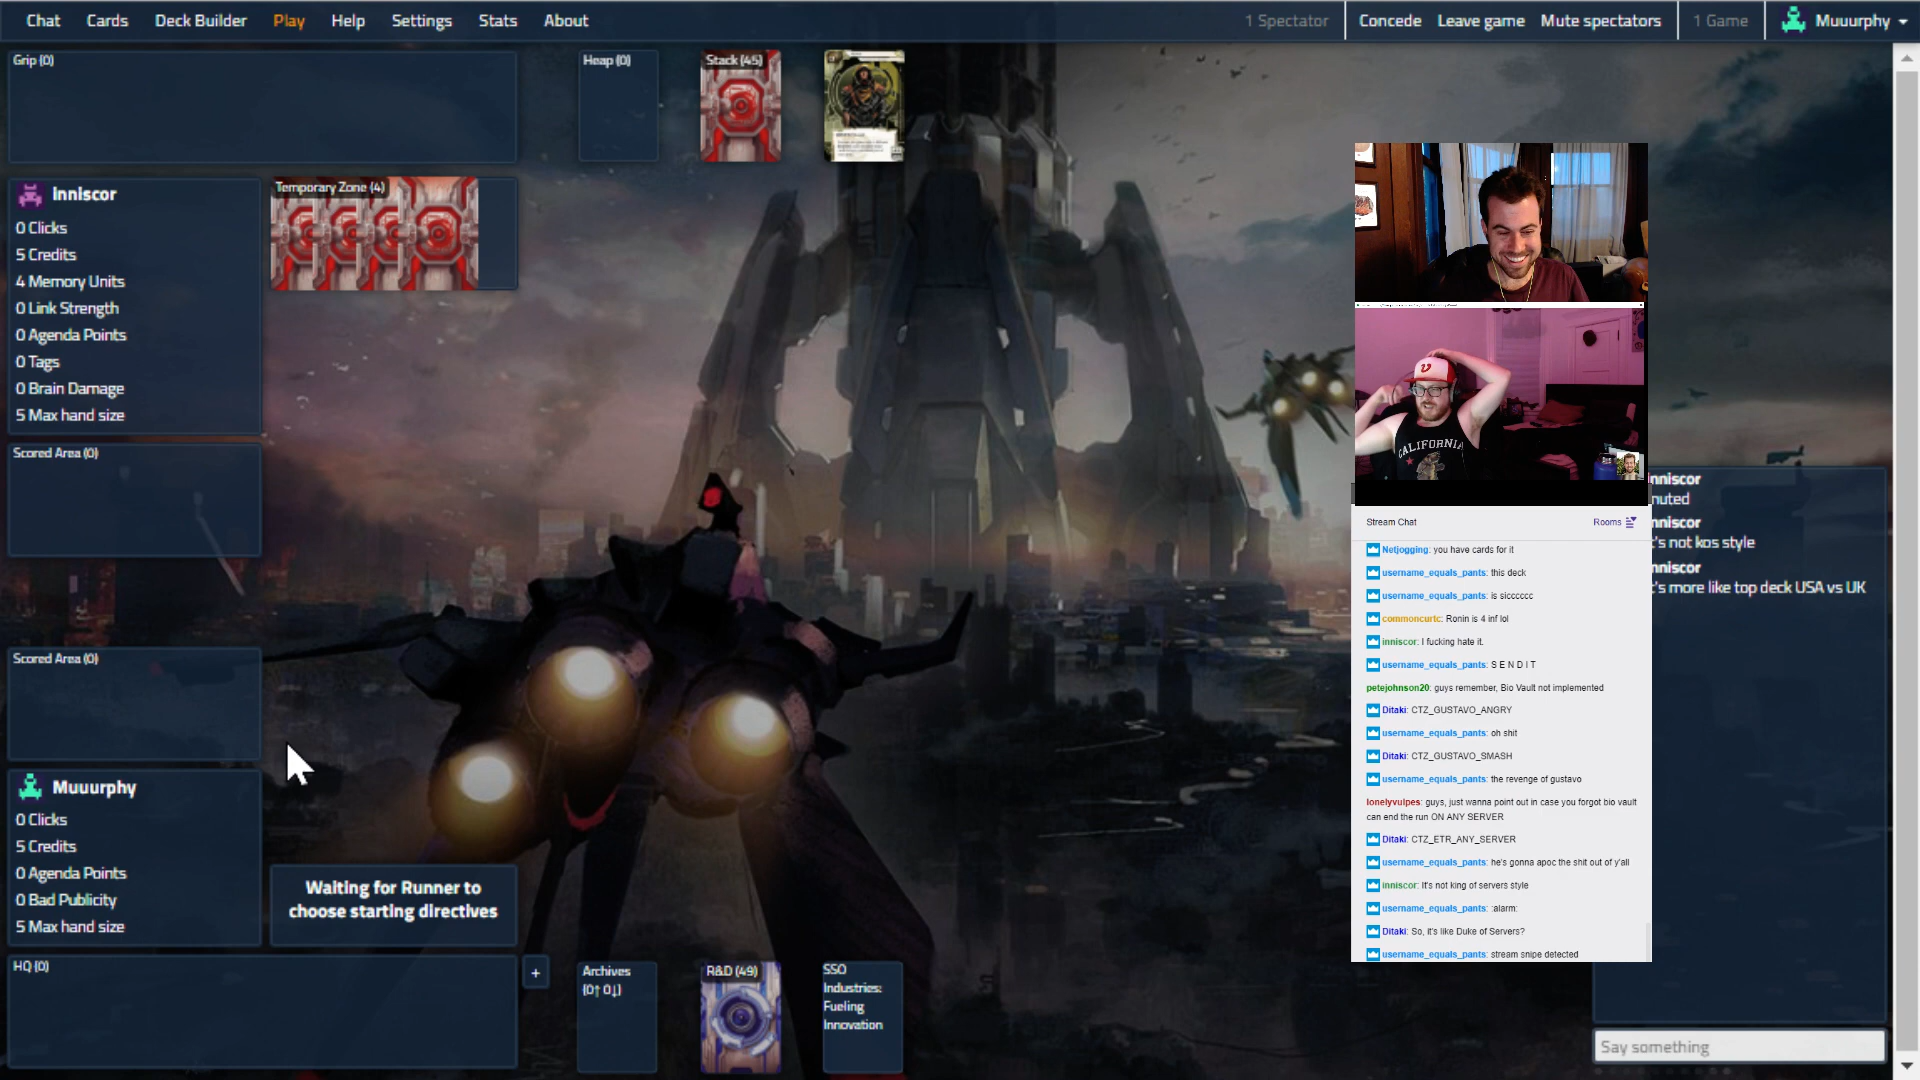 Chat Cards Deck Builder Play Help Settings Stats About 1 Spectator Concede Leave game Mute spectators 1 Game Muuurphy
Grip (0)
Heap (0)
Stack (45)
Inniscor
0 Clicks
5 Credits
4 Memory Units
0 Link Strength
0 Agenda Points
0 Tags
0 Brain Damage
5 Max hand size
Temporary Zone (4)
Scored Area (0)
Scored Area (0)
Muuurphy
0 Clicks
5 Credits
0 Agenda Points
0 Bad Publicity
5 Max hand size
Waiting for Runner to
choose starting directives
HQ (0)
+
Archives
(0↑ 0↓)
R&D (49)
SSO
Industries:
Fueling
Innovation
CALIFORNIA
Stream Chat Rooms
Netjogging: you have cards for it
username_equals_pants: this deck
username_equals_pants: is sicccccc
commoncurtc: Ronin is 4 inf lol
inniscor: I fucking hate it.
username_equals_pants: S E N D I T
petejohnson20: guys remember, Bio Vault not implemented
Ditaki: CTZ_GUSTAVO_ANGRY
username_equals_pants: oh shit
Ditaki: CTZ_GUSTAVO_SMASH
username_equals_pants: the revenge of gustavo
lonelyvulpes: guys, just wanna point out in case you forgot bio vault
can end the run ON ANY SERVER
Ditaki: CTZ_ETR_ANY_SERVER
username_equals_pants: he's gonna apoc the shit out of y'all
inniscor: It's not king of servers style
username_equals_pants: :alarm:
Ditaki: So, it's like Duke of Servers?
username_equals_pants: stream snipe detected
nniscor
nuted
nniscor
t's not kos style
nniscor
t's more like top deck USA vs UK
Say something